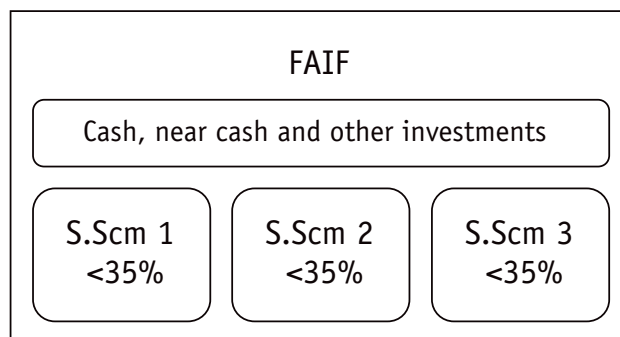 FAIF
Cash, near cash and other investments
S.Scm 1
<35%
S.Scm 2
<35%
S.Scm 3
<35%